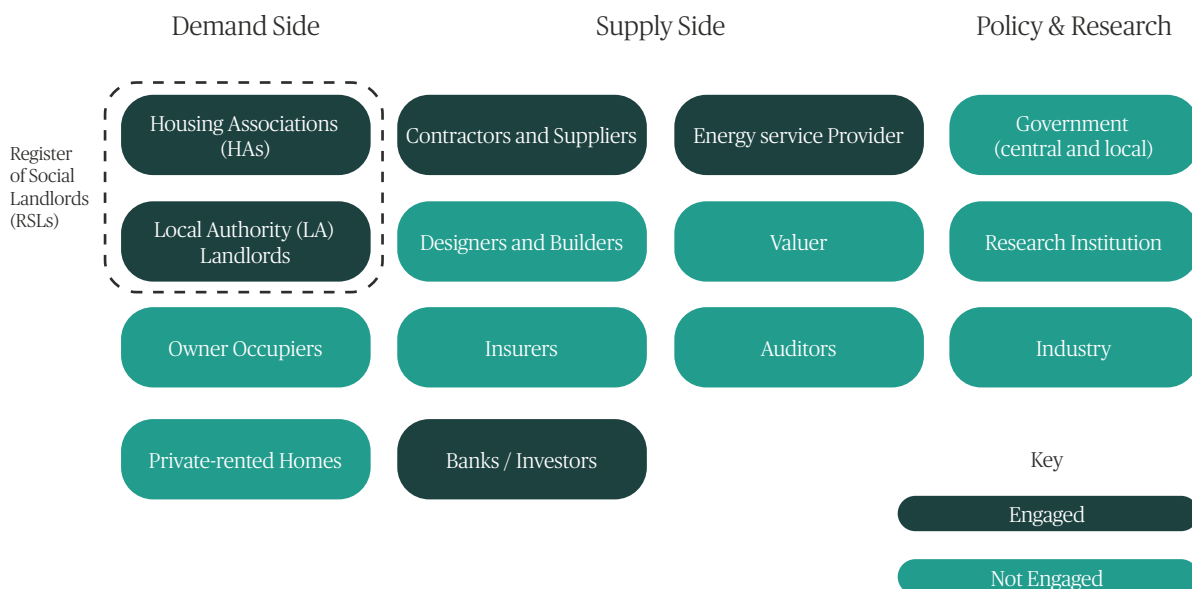 Demand Side
Supply Side
Policy & Research
Register
of Social
Landlords
(RSLs)
Housing Associations
(HAs)
Contractors and Suppliers
Energy service Provider
Government
(central and local)
Local Authority (LA)
Landlords
Designers and Builders
Valuer
Research Institution
Owner Occupiers
Insurers
Auditors
Industry
Private-rented Homes
Banks / Investors
Key
Engaged
Not Engaged